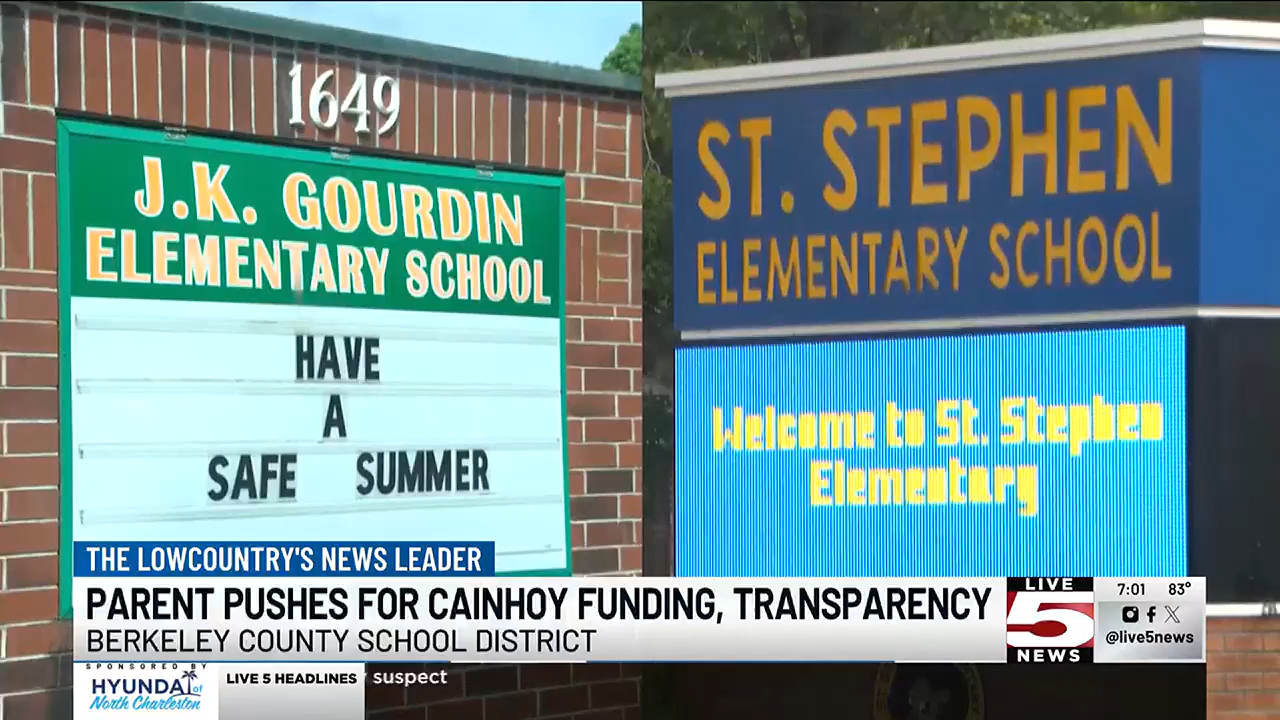 1649
J.K. GOURDIN
ELEMENTARY SCHOOL
HAVE
A
SAFE SUMMER
ST. STEPHEN
ELEMENTARY SCHOOL
Welcome to St. Stephen
Elementary
THE LOWCOUNTRY'S NEWS LEADER
PARENT PUSHES FOR CAINHOY FUNDING, TRANSPARENCY
BERKELEY COUNTY SCHOOL DISTRICT
LIVE
5
NEWS
7:01 83°
@live5news
SPONSORED BY
HYUNDAI of
North Charleston
LIVE 5 HEADLINES
suspect